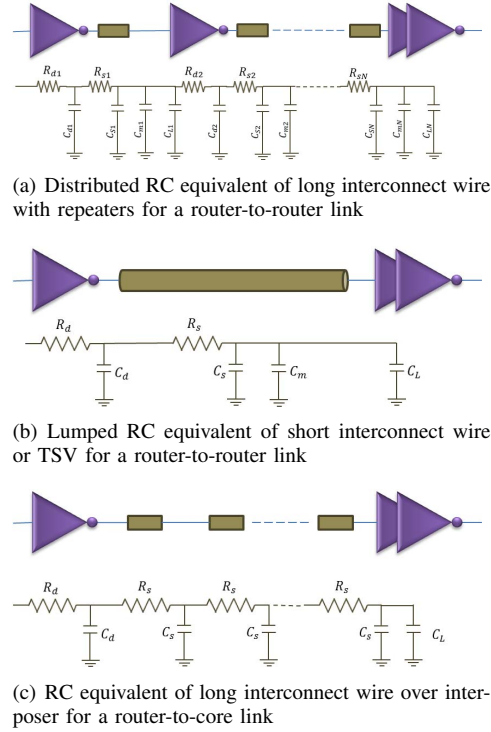 R_d1 R_s1 R_d2 R_s2 R_sN
C_d1 C_S1 C_m1 C_L1 C_d2 C_S2 C_m2 C_SN C_mN C_LN
(a) Distributed RC equivalent of long interconnect wire
with repeaters for a router-to-router link
R_d R_s
C_d C_s C_m C_L
(b) Lumped RC equivalent of short interconnect wire
or TSV for a router-to-router link
R_d R_s R_s R_s
C_d C_s C_s C_s C_L
(c) RC equivalent of long interconnect wire over inter-
poser for a router-to-core link